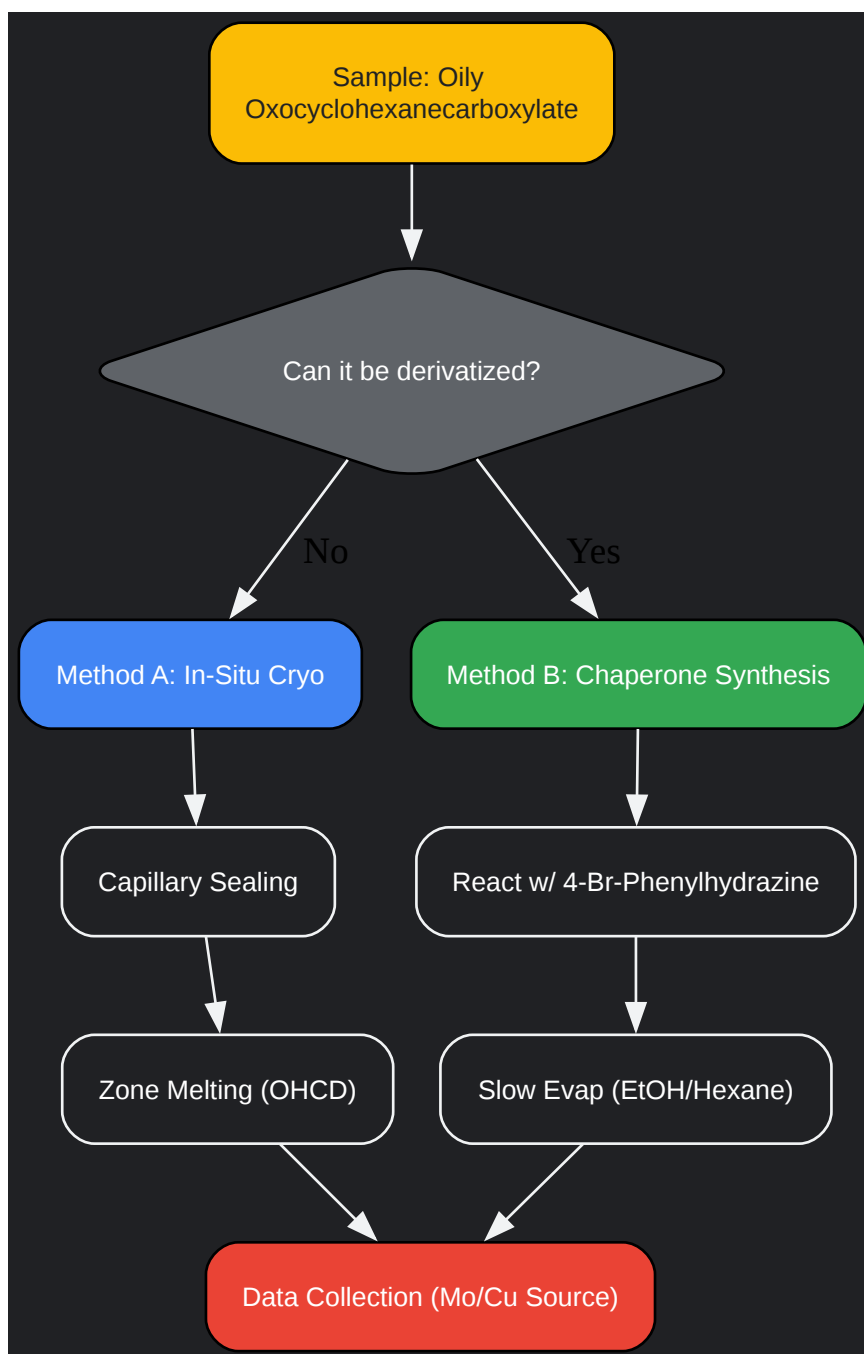 Sample: Oily
Oxocyclohexanecarboxylate
Can it be derivatized?
No
Yes
Method A: In-Situ Cryo
Method B: Chaperone Synthesis
Capillary Sealing
React w/ 4-Br-Phenylhydrazine
Zone Melting (OHCD)
Slow Evap (EtOH/Hexane)
Data Collection (Mo/Cu Source)